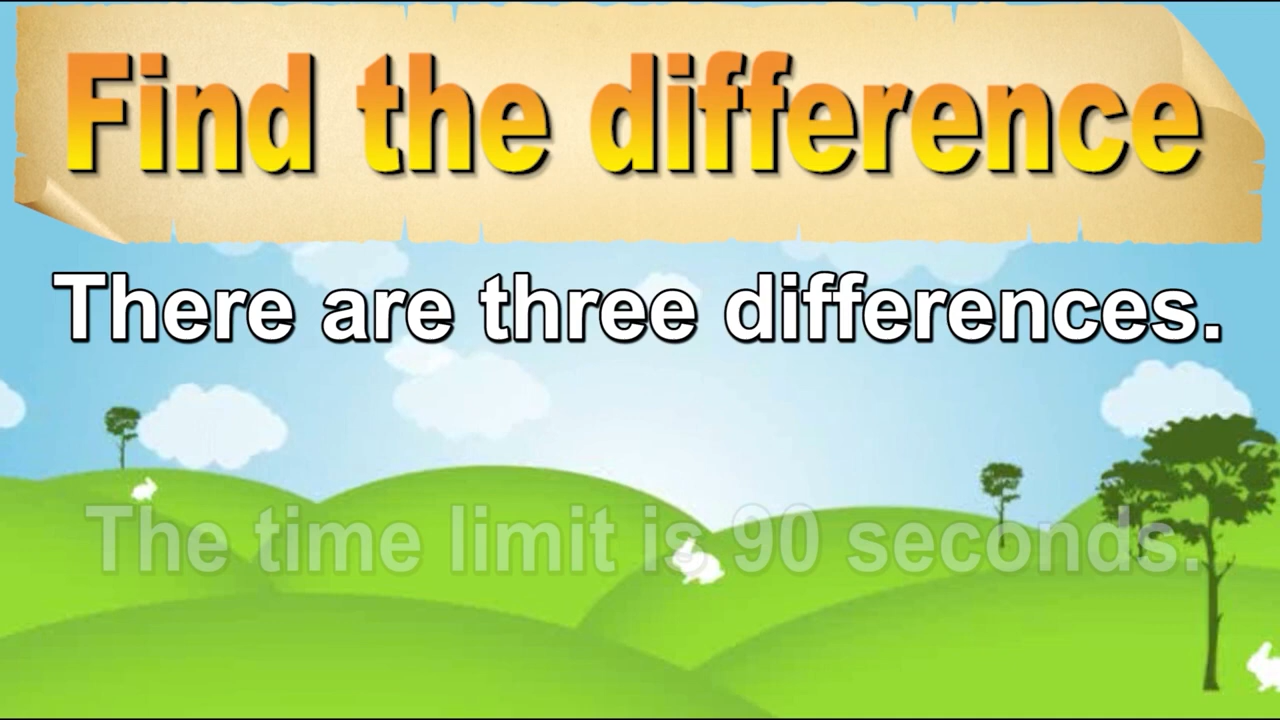 Find the difference
There are three differences.
The time limit is 90 seconds.